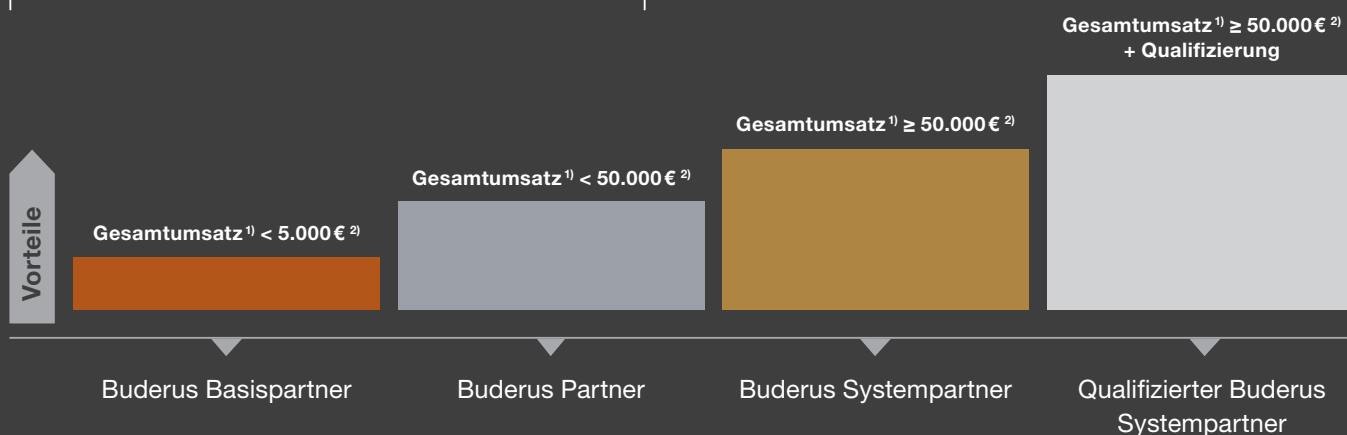 Gesamtumsatz ¹⁾ ≥ 50.000 € ²⁾
+ Qualifizierung
Gesamtumsatz ¹⁾ ≥ 50.000 € ²⁾
Gesamtumsatz ¹⁾ < 50.000 € ²⁾
Gesamtumsatz ¹⁾ < 5.000 € ²⁾
Vorteile
Buderus Basispartner
Buderus Partner
Buderus Systempartner
Qualifizierter Buderus
Systempartner